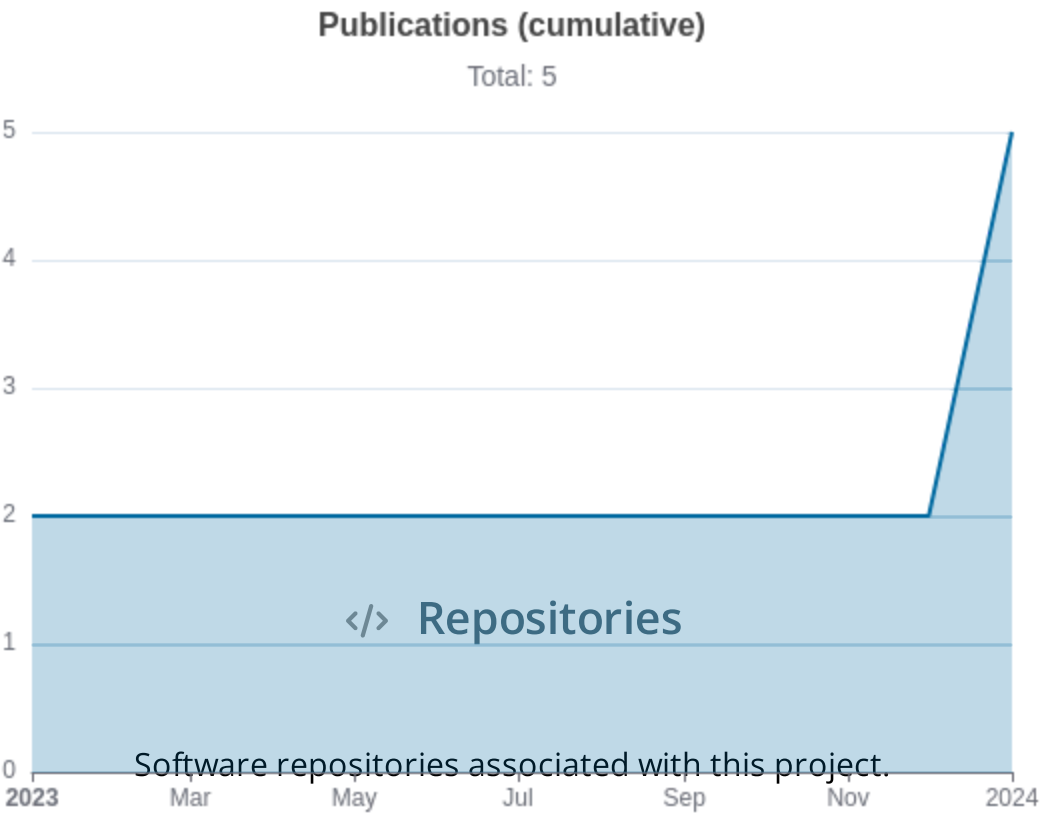 Publications (cumulative)
Total: 5
5
4
3
2
</> Repositories
1
Software repositories associated with this project.
0
2023 Mar May Jul Sep Nov 2024